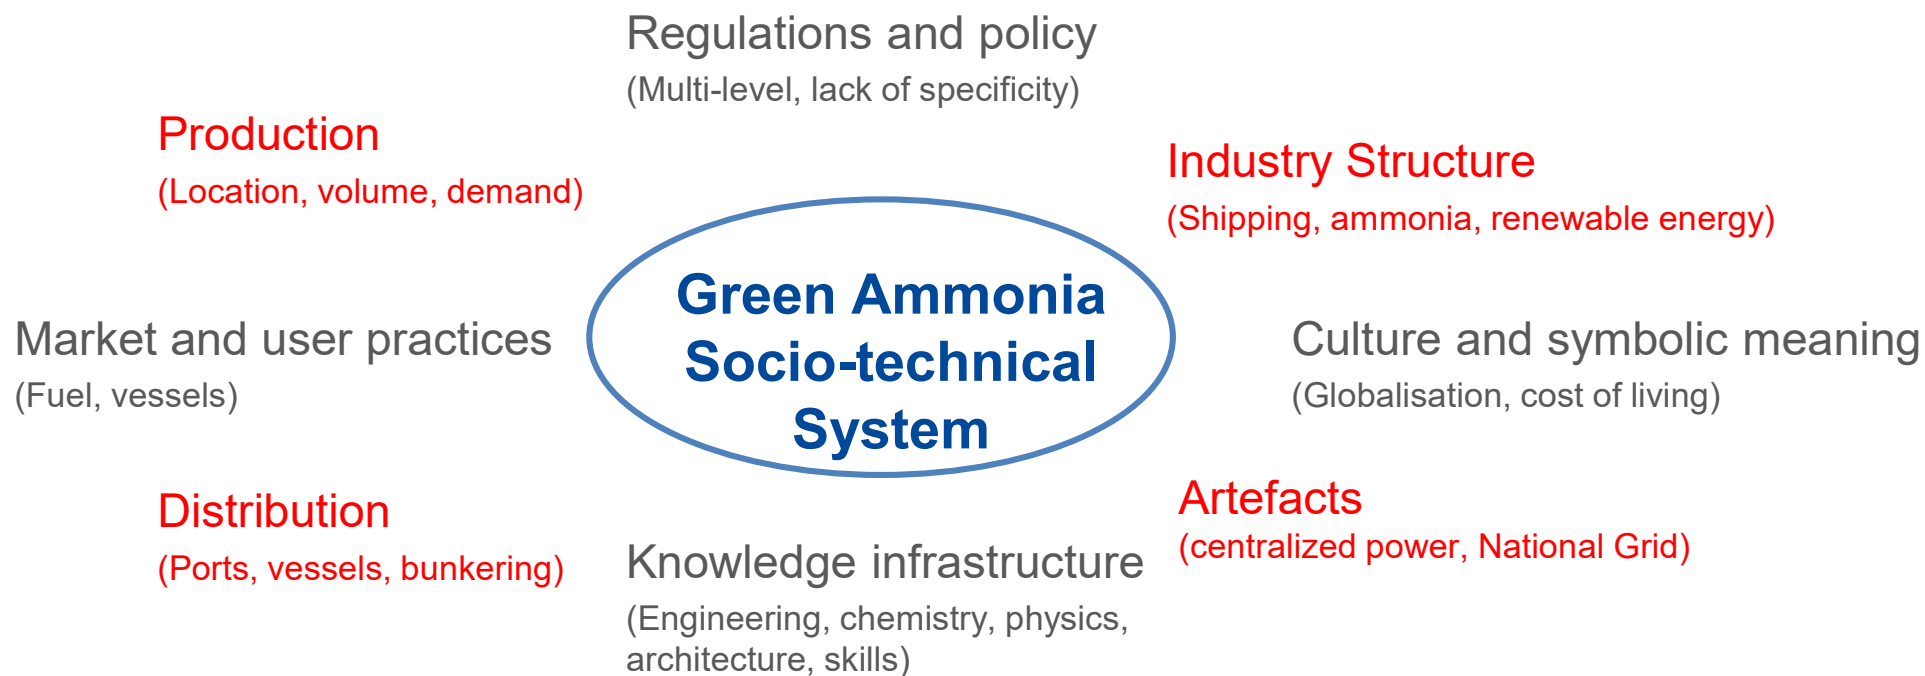 Regulations and policy
(Multi-level, lack of specificity)
Production
(Location, volume, demand)
Industry Structure
(Shipping, ammonia, renewable energy)
Green Ammonia
Socio-technical
System
Market and user practices
(Fuel, vessels)
Culture and symbolic meaning
(Globalisation, cost of living)
Distribution
(Ports, vessels, bunkering)
Artefacts
(centralized power, National Grid)
Knowledge infrastructure
(Engineering, chemistry, physics,
architecture, skills)